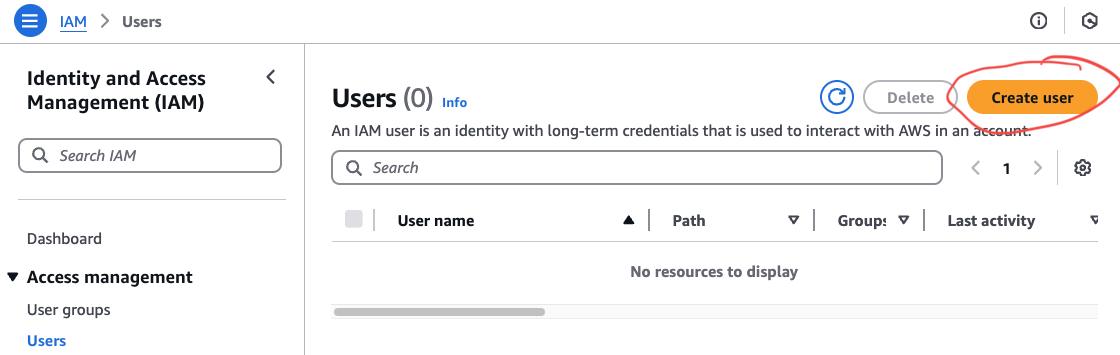 IAM > Users
Identity and Access
Management (IAM)
Search IAM
Dashboard
Access management
User groups
Users
Users (0) Info
Delete
Create user
An IAM user is an identity with long-term credentials that is used to interact with AWS in an account.
Search
1
User name Path Groups Last activity
No resources to display